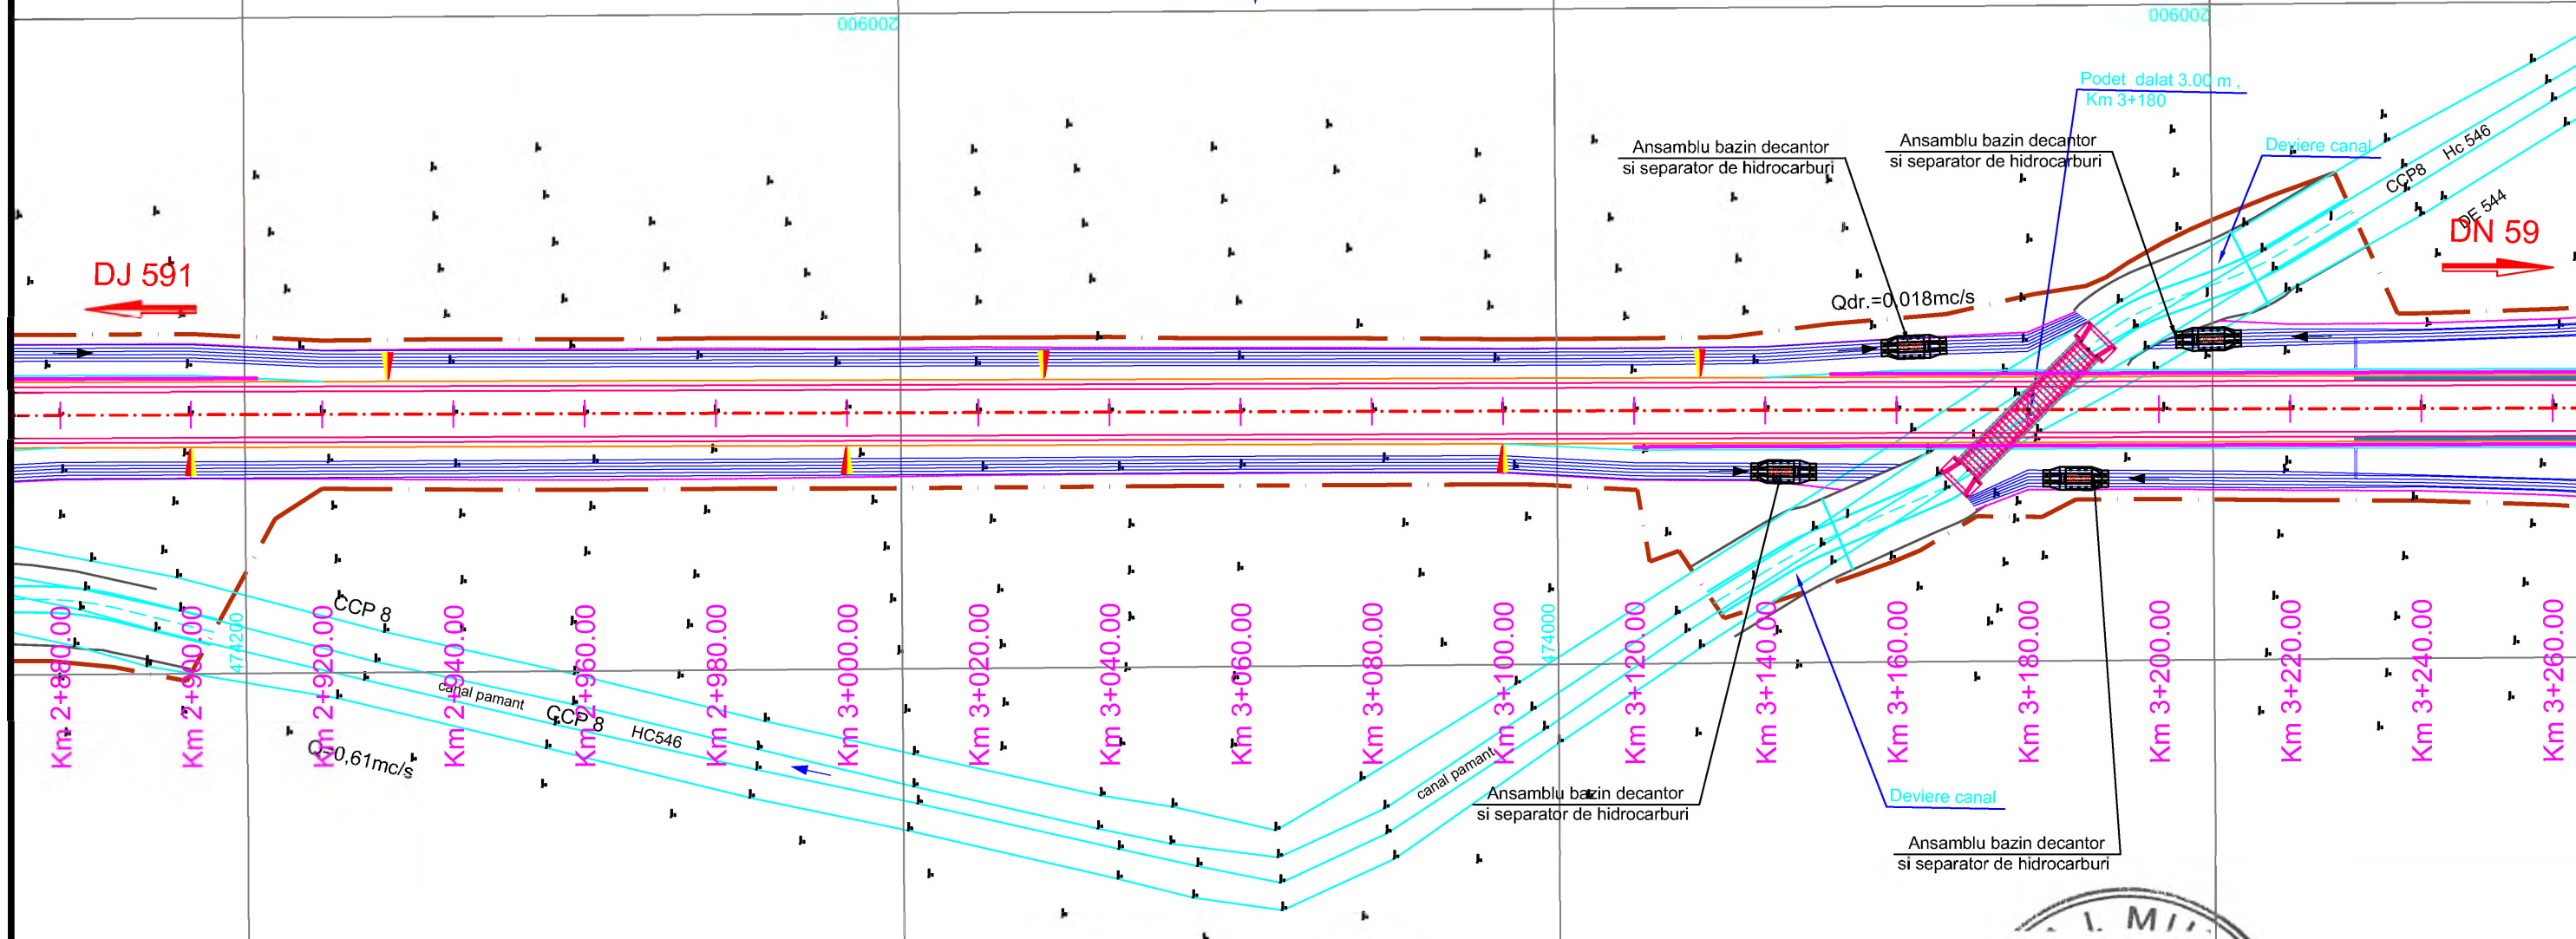 200900
200900
Podet dalat 3.00 m ,
Km 3+180
Ansamblu bazin decantor
si separator de hidrocarburi
Ansamblu bazin decantor
si separator de hidrocarburi
Deviere canal
CCP8
Hc 546
DE 544
DN 59
DJ 591
Qdr.=0.018mc/s
CCP 8
474200
474000
Km 2+880.00
Km 2+900.00
Km 2+920.00
Km 2+940.00
Km 2+960.00
Km 2+980.00
Km 3+000.00
Km 3+020.00
Km 3+040.00
Km 3+060.00
Km 3+080.00
Km 3+100.00
Km 3+120.00
Km 3+140.00
Km 3+160.00
Km 3+180.00
Km 3+200.00
Km 3+220.00
Km 3+240.00
Km 3+260.00
canal pamant
CCP 8
HC546
Q=0,61mc/s
canal pamant
Ansamblu bazin decantor
si separator de hidrocarburi
Deviere canal
Ansamblu bazin decantor
si separator de hidrocarburi